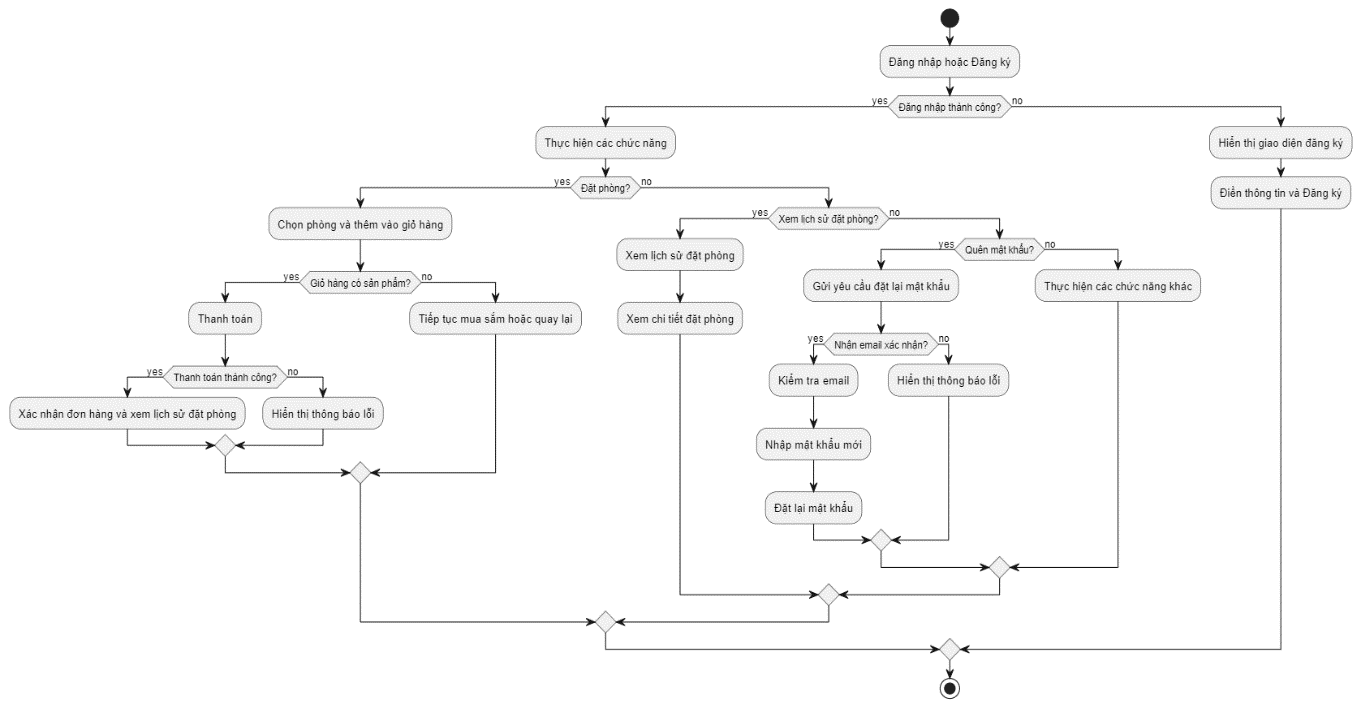 Đăng nhập hoặc Đăng ký
yes
Đăng nhập thành công?
no
Thực hiện các chức năng
Hiển thị giao diện đăng ký
yes
Đặt phòng?
no
Điền thông tin và Đăng ký
Chọn phòng và thêm vào giỏ hàng
yes
Xem lịch sử đặt phòng?
no
Xem lịch sử đặt phòng
yes
Quên mật khẩu?
no
yes
Giỏ hàng có sản phẩm?
no
Gửi yêu cầu đặt lại mật khẩu
Thực hiện các chức năng khác
Thanh toán
Tiếp tục mua sắm hoặc quay lại
Xem chi tiết đặt phòng
yes
Nhận email xác nhận?
no
yes
Thanh toán thành công?
no
Kiểm tra email
Hiển thị thông báo lỗi
Xác nhận đơn hàng và xem lịch sử đặt phòng
Hiển thị thông báo lỗi
Nhập mật khẩu mới
Đặt lại mật khẩu